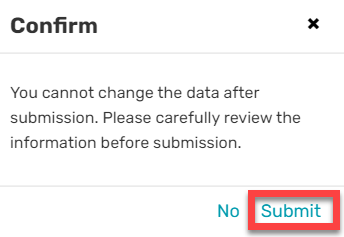 Confirm
You cannot change the data after
submission. Please carefully review the
information before submission.
No Submit